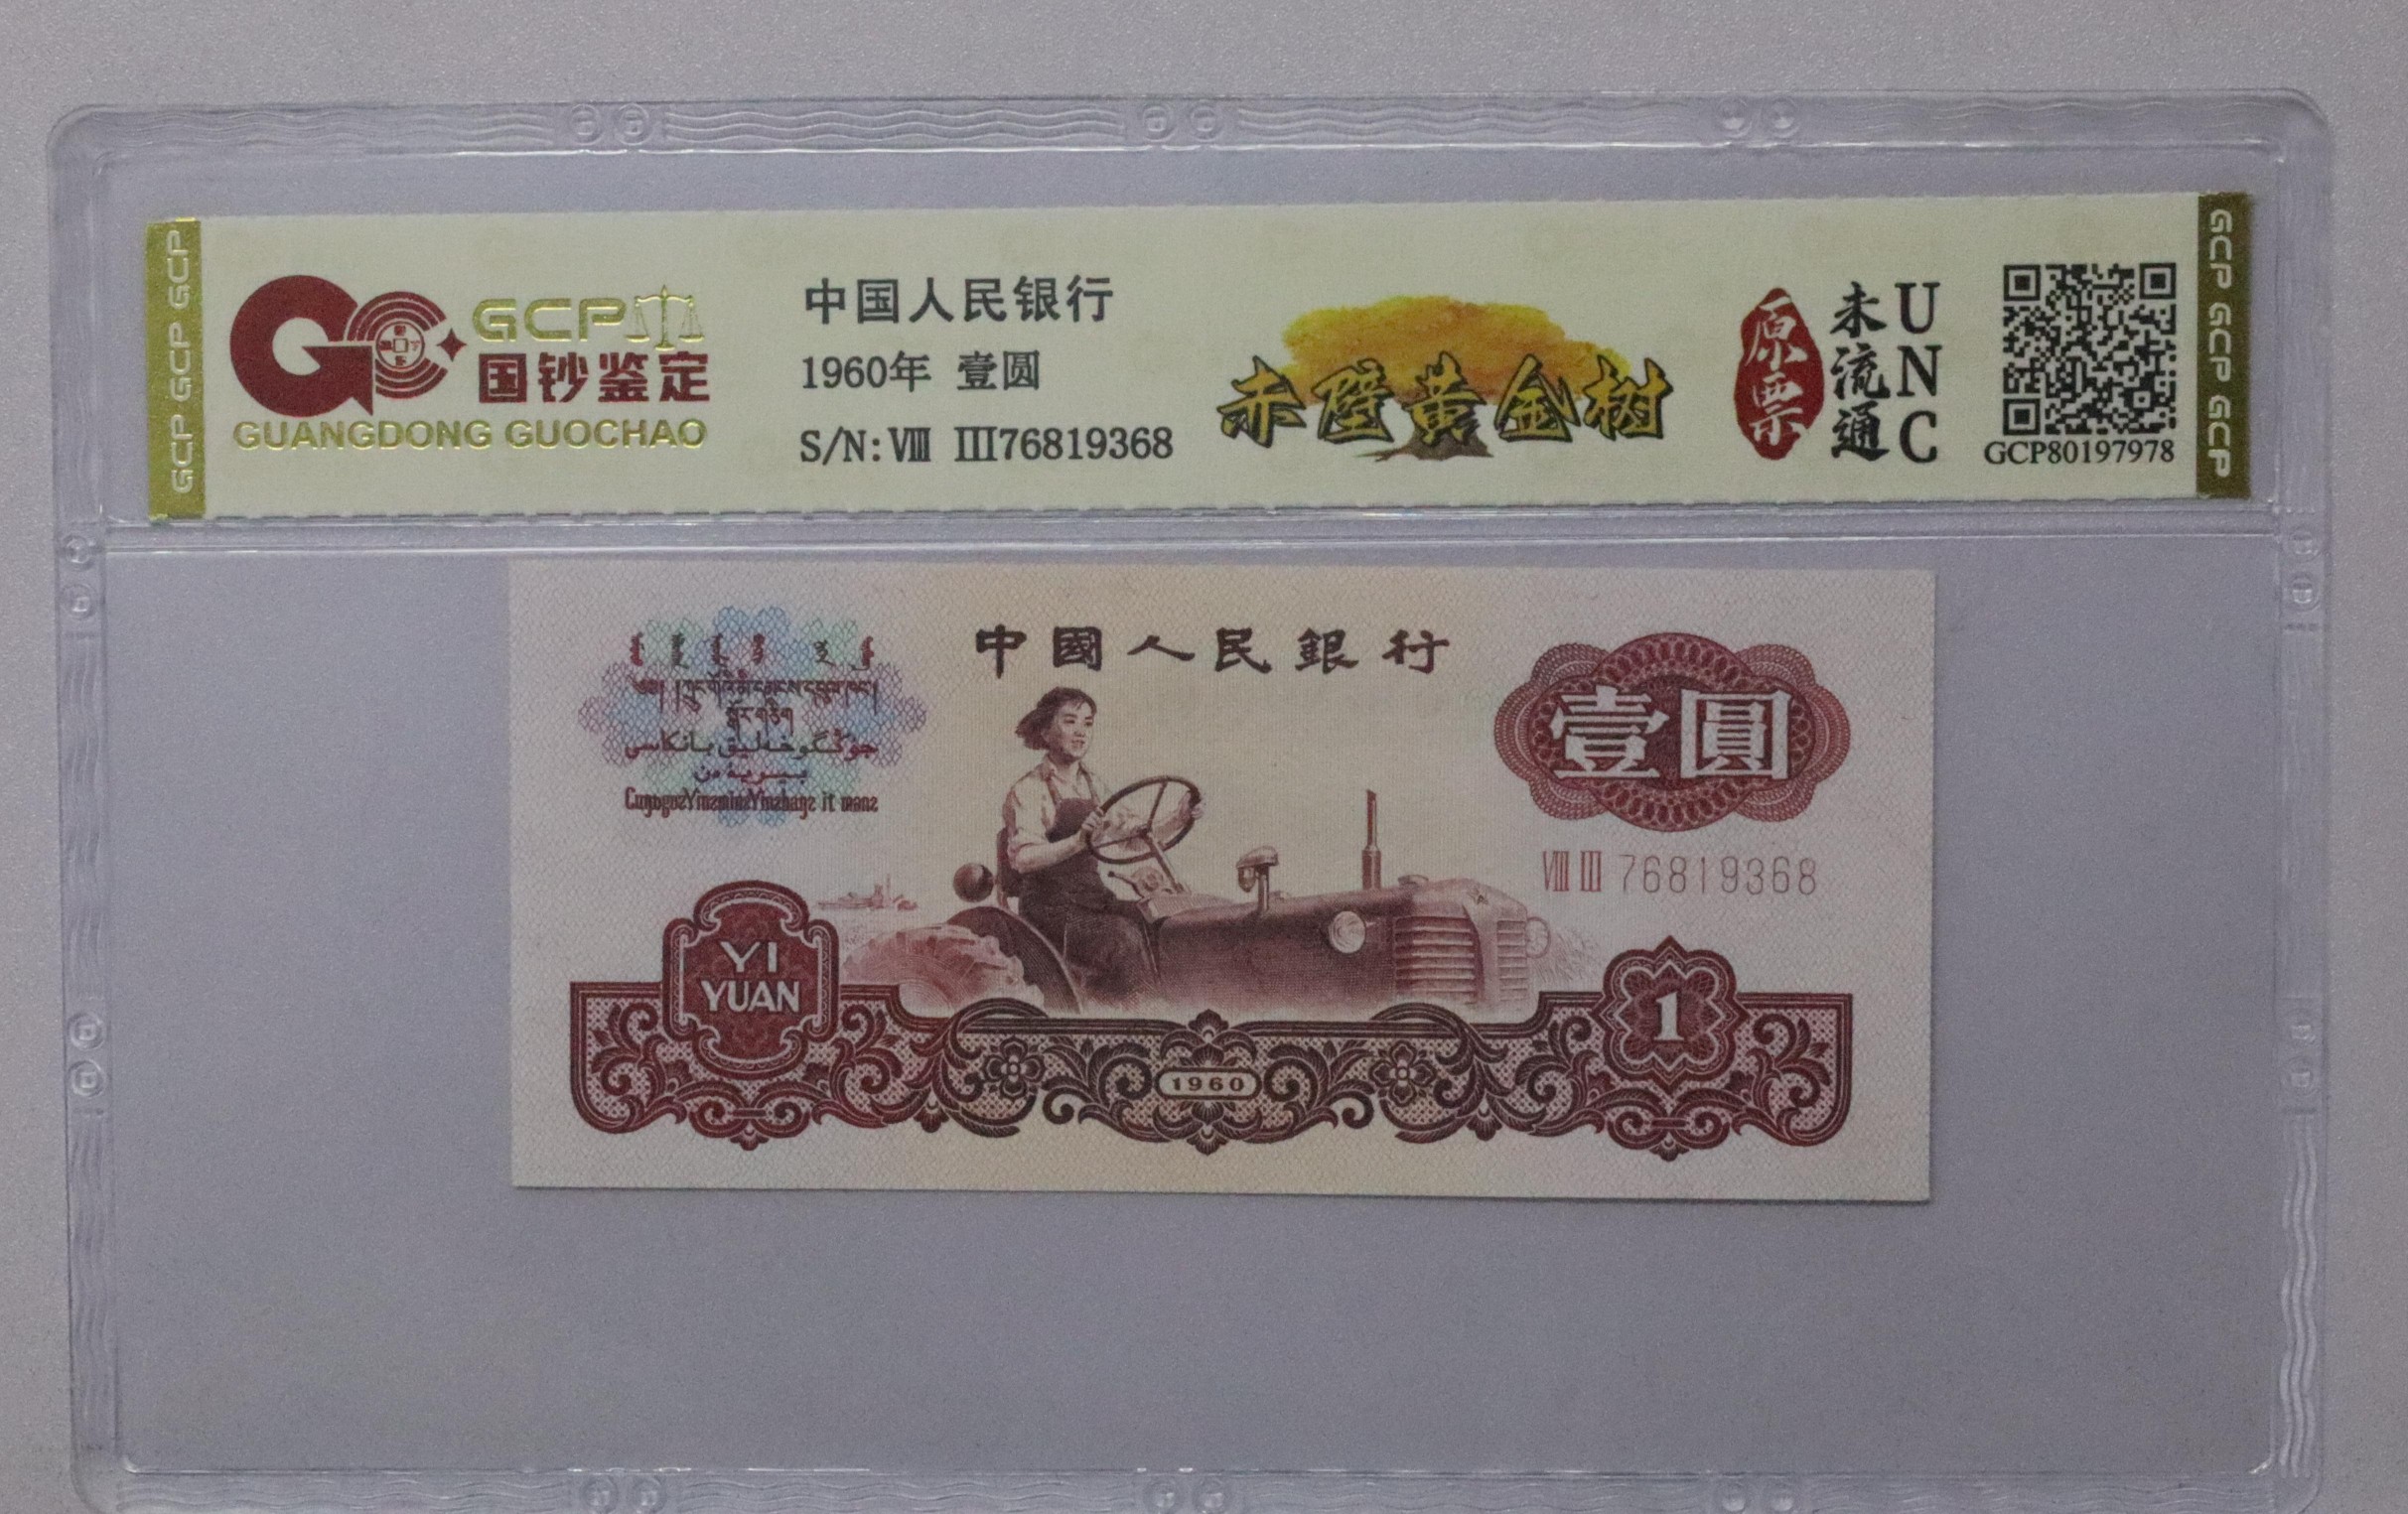 GCP GCP GCP
GCP
国钞鉴定
GUANGDONG GUOCHAO
中国人民银行
1960年 壹圆
S/N: Ⅷ Ⅲ76819368
赤壁黄金树
原票
未流通
UNC
GCP80197978
GCP GCP GCP
中國人民銀行
壹圓
Ⅷ Ⅲ 76819368
YI
YUAN
1960
1